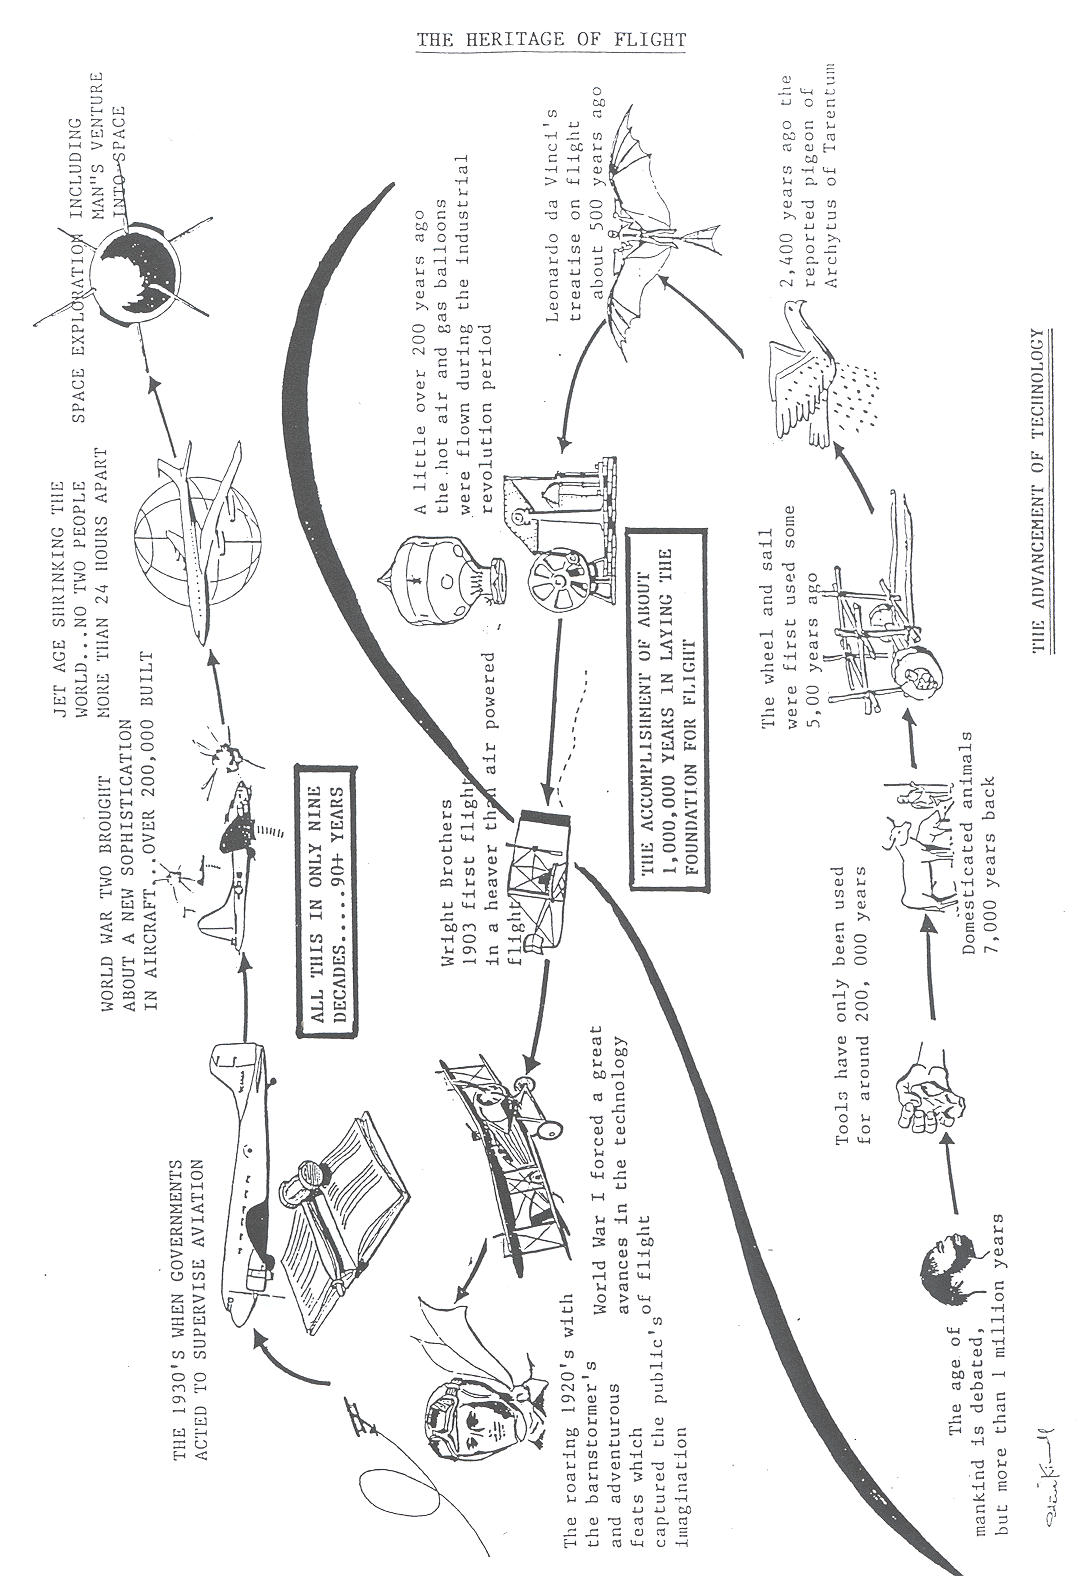 THE HERITAGE OF FLIGHT
THE ADVANCEMENT OF TECHNOLOGY
The age of
mankind is debated,
but more than 1 million years
Tools have only been used
for around 200, 000 years
Domesticated animals
7,000 years back
The wheel and sail
were first used some
5,00 years ago
2,400 years ago the
reported pigeon of
Archytus of Tarentum
Leonardo da Vinci's
treatise on flight
about 500 years ago
A little over 200 years ago
the hot air and gas balloons
were flown during the industrial
revolution period
THE ACCOMPLISHMENT OF ABOUT
1,000,000 YEARS IN LAYING THE
FOUNDATION FOR FLIGHT
Wright Brothers
1903 first flight
in a heaver than air powered
flight
World War I forced a great
avances in the technology
of flight
The roaring 1920's with
the barnstormer's
and adventurous
feats which
captured the public's
imagination
THE 1930'S WHEN GOVERNMENTS
ACTED TO SUPERVISE AVIATION
ALL THIS IN ONLY NINE
DECADES.....90+ YEARS
WORLD WAR TWO BROUGHT
ABOUT A NEW SOPHISTICATION
IN AIRCRAFT...OVER 200,000 BUILT
JET AGE SHRINKING THE
WORLD...NO TWO PEOPLE
MORE THAN 24 HOURS APART
SPACE EXPLORATION INCLUDING
MAN"S VENTURE
INTO SPACE